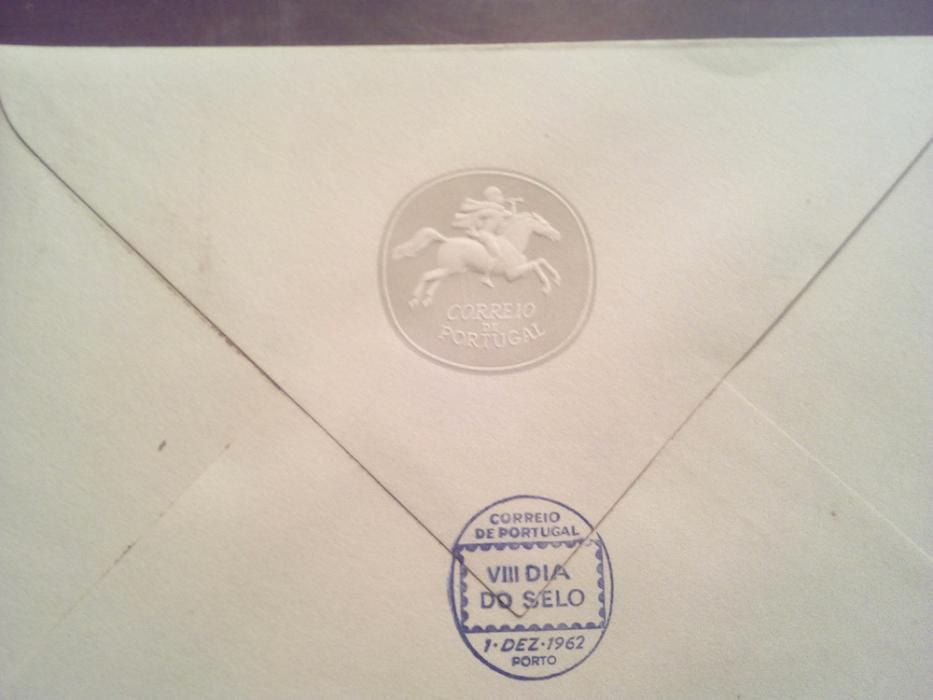 CORREIO
DE
PORTUGAL
CORREIO
DE PORTUGAL
VIII DIA
DO SELO
1·DEZ·1962
PORTO